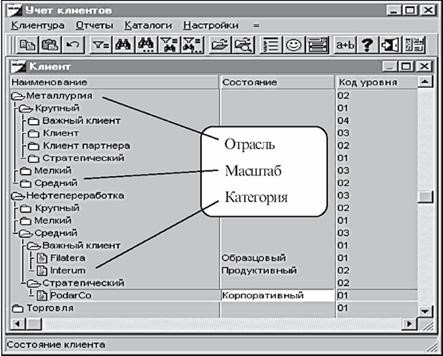 Учет клиентов
Клиентура Отчеты Каталоги Настройки =
a+b ?
Клиент
Наименование Состояние Код уровня
Металлургия 02
Крупный 01
Важный клиент 04
Клиент 03
Клиент партнера 02
Стратегический 01
Мелкий 03
Средний 02
Нефтепереработка 03
Крупный 02
Мелкий 01
Средний 03
Важный клиент 01
Filatera Образцовый 01
Interum Продуктивный 02
Стратегический 02
PodarCo Корпоративный 01
Торговля 01
Отрасль
Масштаб
Категория
Состояние клиента